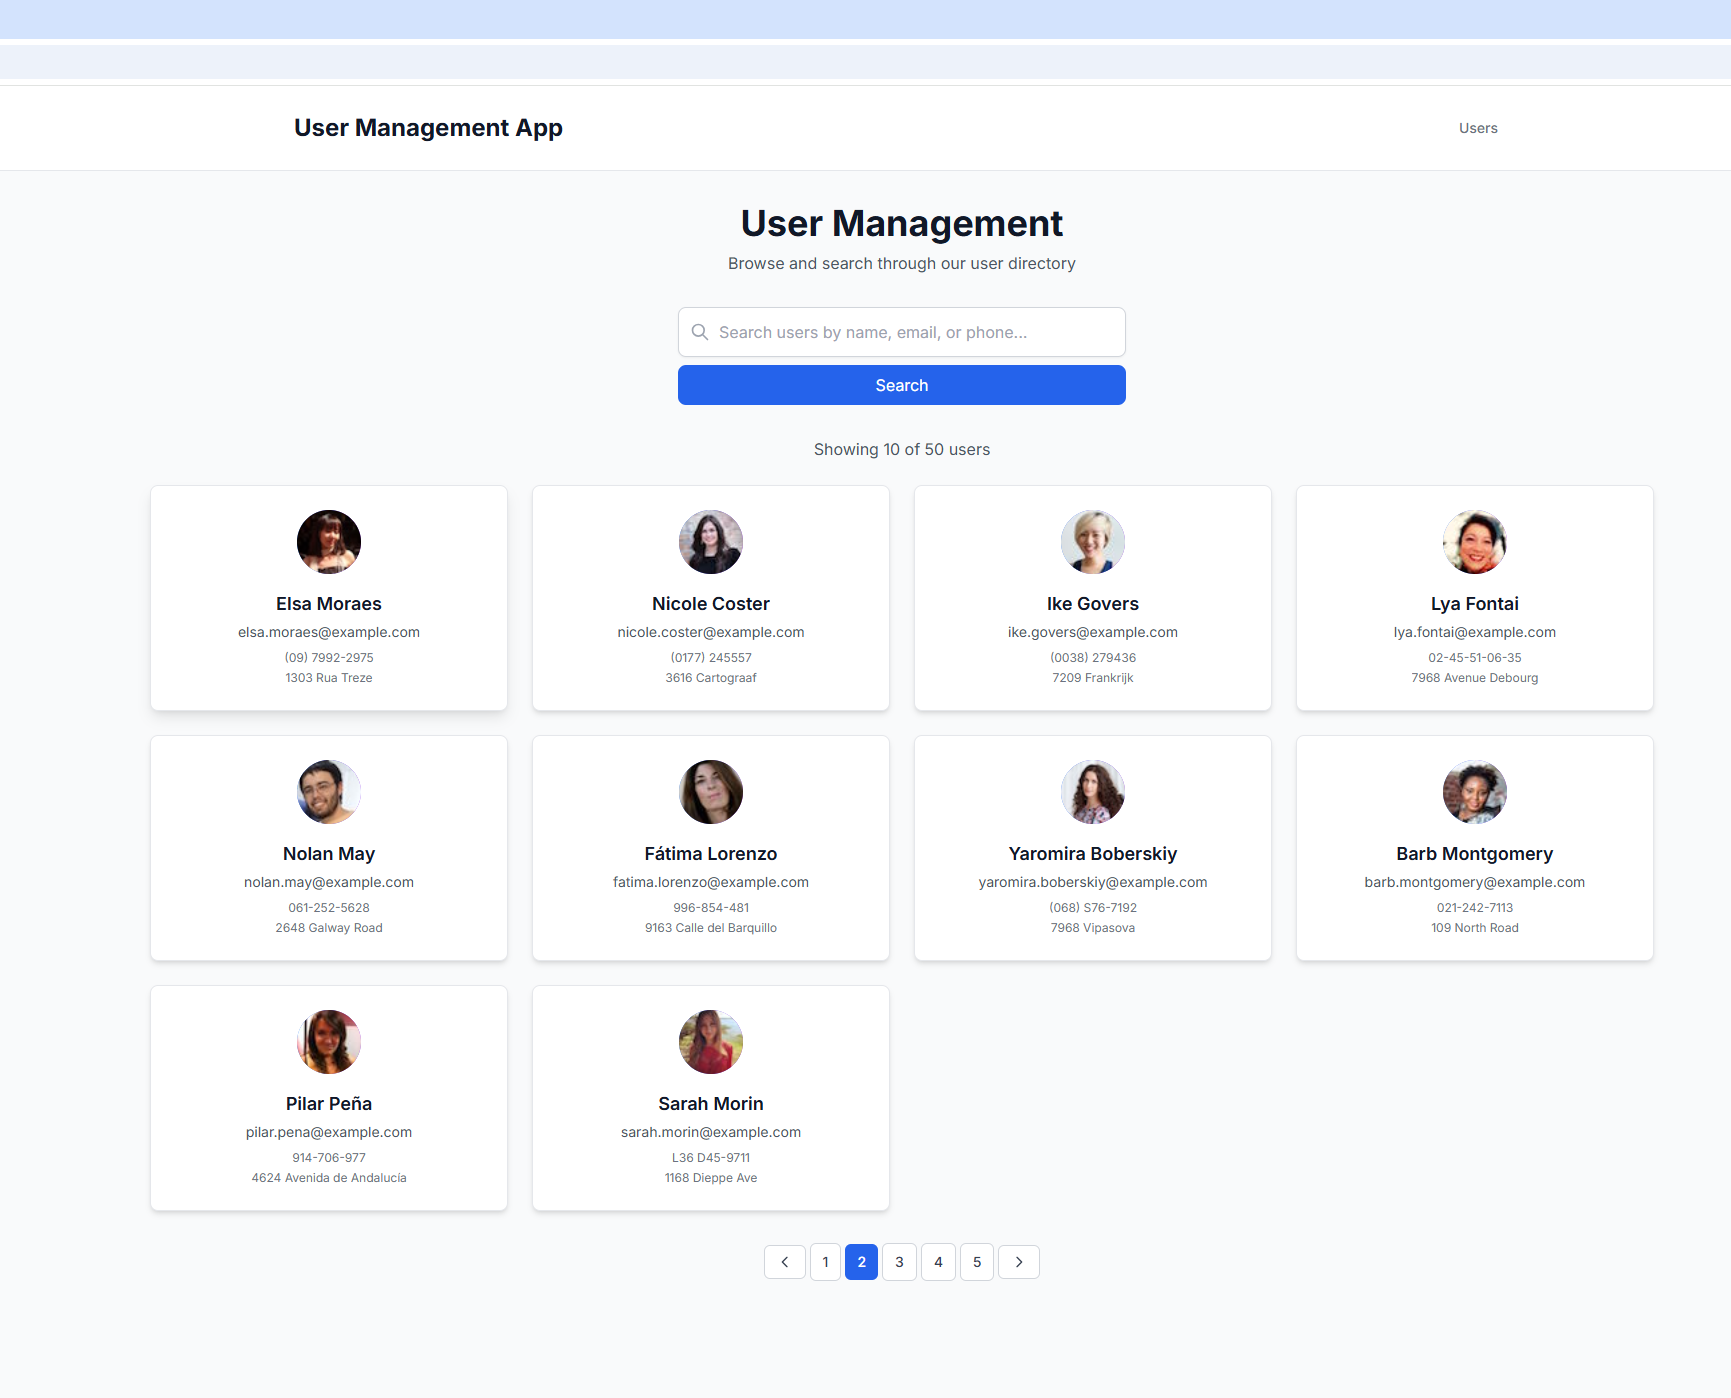 User Management App
Users
User Management
Browse and search through our user directory
Search users by name, email, or phone...
Search
Showing 10 of 50 users
Elsa Moraes
elsa.moraes@example.com
(09) 7992-2975
1303 Rua Treze
Nicole Coster
nicole.coster@example.com
(0177) 245557
3616 Cartograaf
Ike Govers
ike.govers@example.com
(0038) 279436
7209 Frankrijk
Lya Fontai
lya.fontai@example.com
02-45-51-06-35
7968 Avenue Debourg
Nolan May
nolan.may@example.com
061-252-5628
2648 Galway Road
Fátima Lorenzo
fatima.lorenzo@example.com
996-854-481
9163 Calle del Barquillo
Yaromira Boberskiy
yaromira.boberskiy@example.com
(068) S76-7192
7968 Vipasova
Barb Montgomery
barb.montgomery@example.com
021-242-7113
109 North Road
Pilar Peña
pilar.pena@example.com
914-706-977
4624 Avenida de Andalucía
Sarah Morin
sarah.morin@example.com
L36 D45-9711
1168 Dieppe Ave
1 2 3 4 5